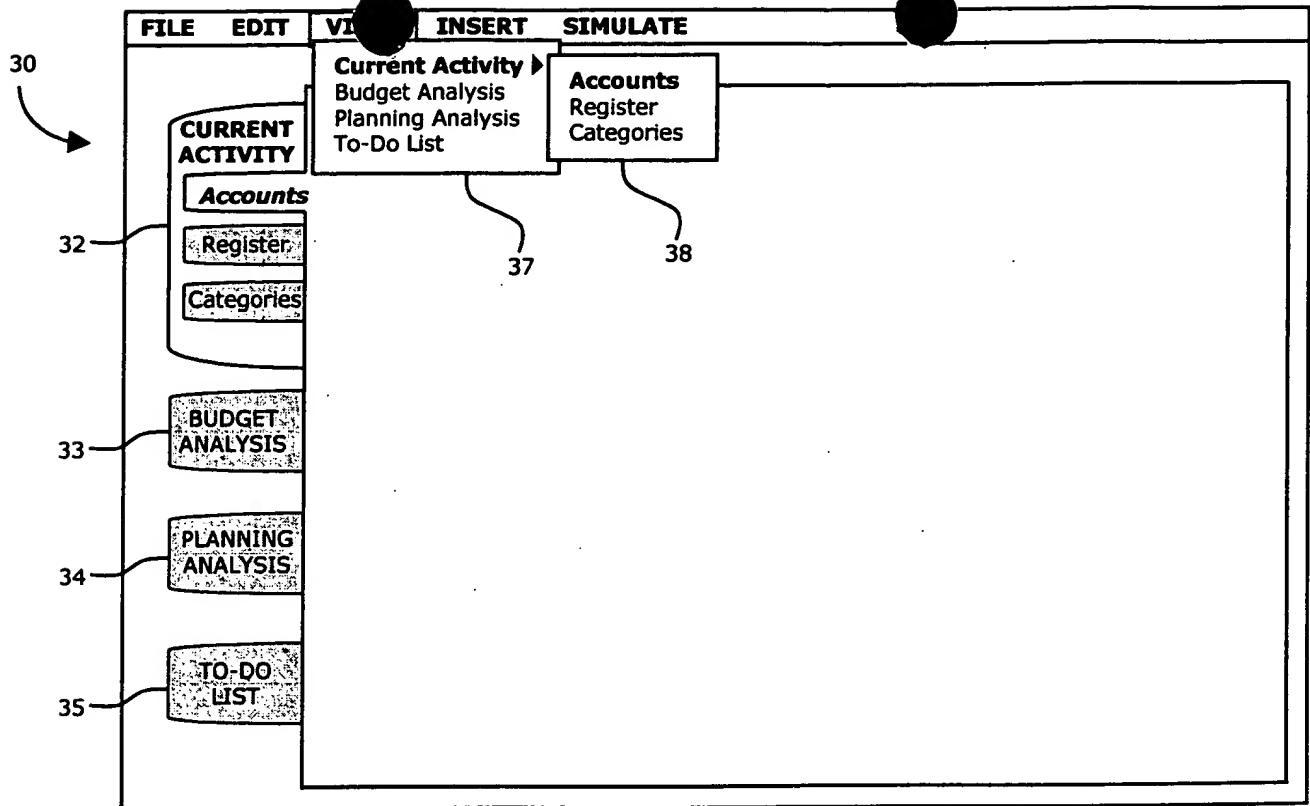 FILE EDIT INSERT SIMULATE
30
Current Activity
Budget Analysis
Planning Analysis
To-Do List
Accounts
Register
Categories
CURRENT
ACTIVITY
Accounts
Register
Categories
32
37
38
BUDGET
ANALYSIS
33
PLANNING
ANALYSIS
34
TO-DO
LIST
35